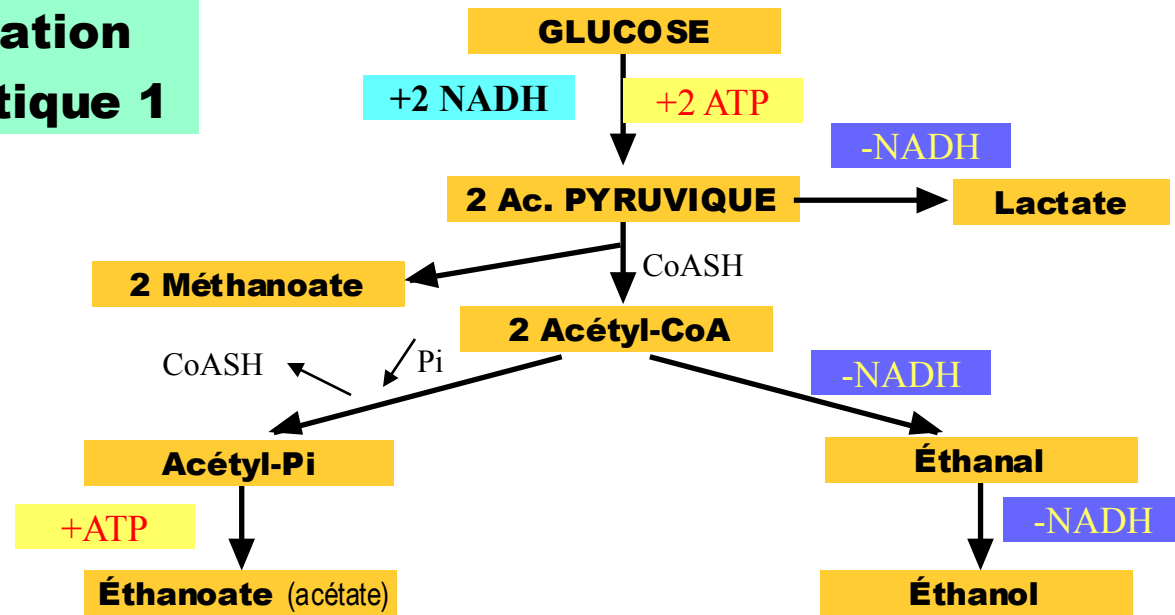 ation
tique 1
GLUCOSE
+2 NADH
+2 ATP
-NADH
2 Ac. PYRUVIQUE
Lactate
CoASH
2 Méthanoate
2 Acétyl-CoA
CoASH
Pi
-NADH
Acétyl-Pi
Éthanal
+ATP
-NADH
Éthanoate (acétate)
Éthanol